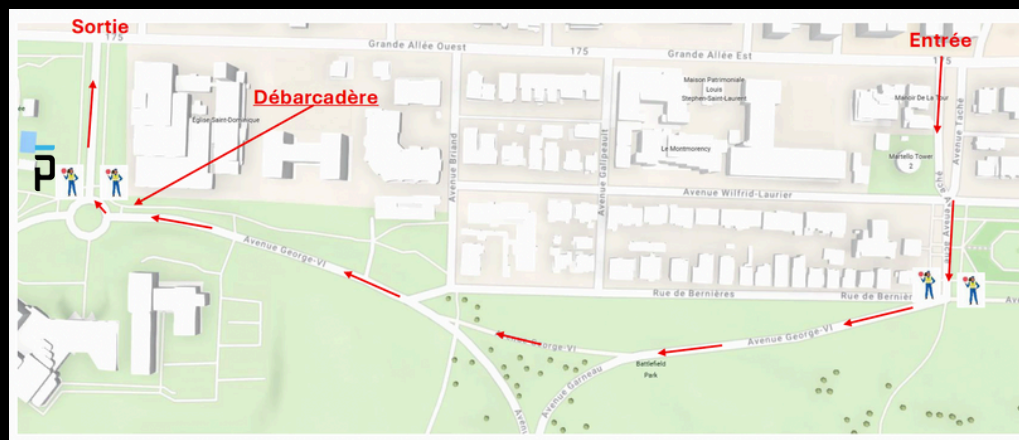 Sortie
175
Grande Allée Ouest
175
Grande Allée Est
Entrée
175
Maison Patrimoniale
Louis
Stephen-Saint-Laurent
Manoir De La Tour
Débarcadère
Église Saint-Dominique
Le Montmorency
Martello Tower
2
Avenue Taché
Avenue Briand
Avenue Galipeault
Avenue Wilfrid-Laurier
P
Avenue George-VI
Rue de Bernières
Rue de Berniè
Avenue George-VI
Avenue George-VI
Battlefield
Park
Avenue Garneau